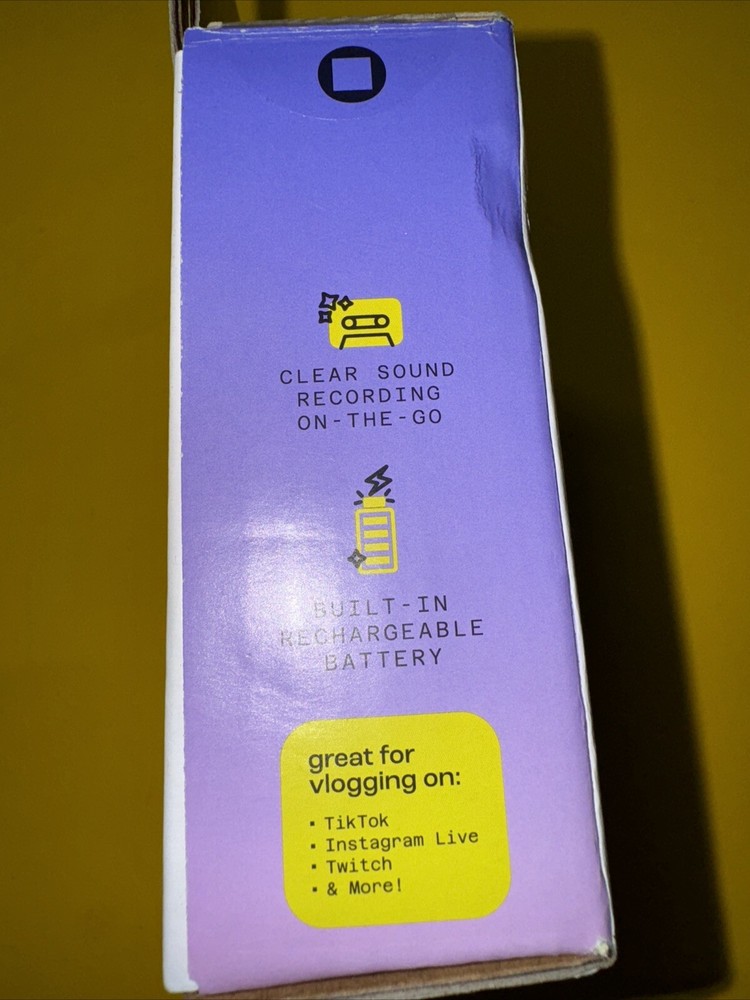 CLEAR SOUND
RECORDING
ON-THE-GO
BUILT-IN
RECHARGEABLE
BATTERY
great for
vlogging on:
▪ TikTok
▪ Instagram Live
▪ Twitch
▪ & More!